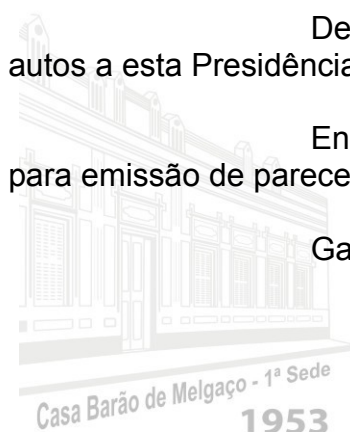 De
autos a esta Presidência
En
para emissão de parece
Ga
Casa Barão de Melgaço - 1ª Sede
1953